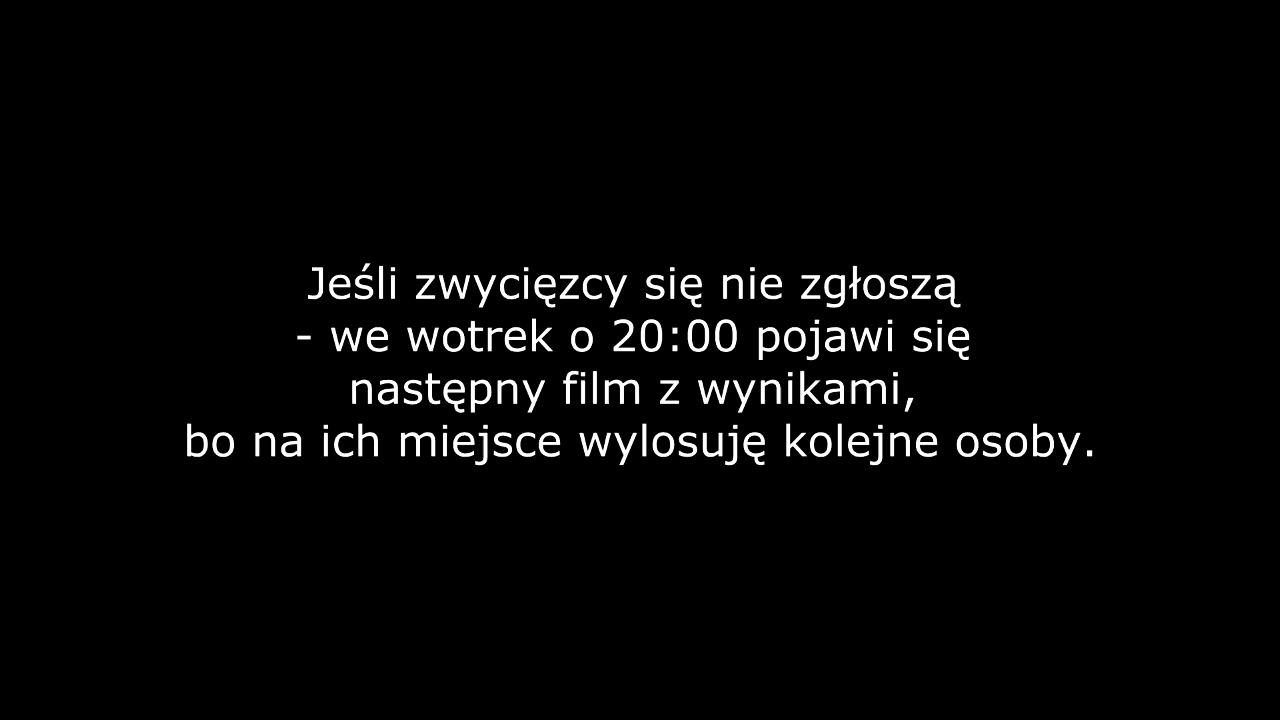 Jeśli zwycięzcy się nie zgłoszą
- we wotrek o 20:00 pojawi się
następny film z wynikami,
bo na ich miejsce wylosuję kolejne osoby.